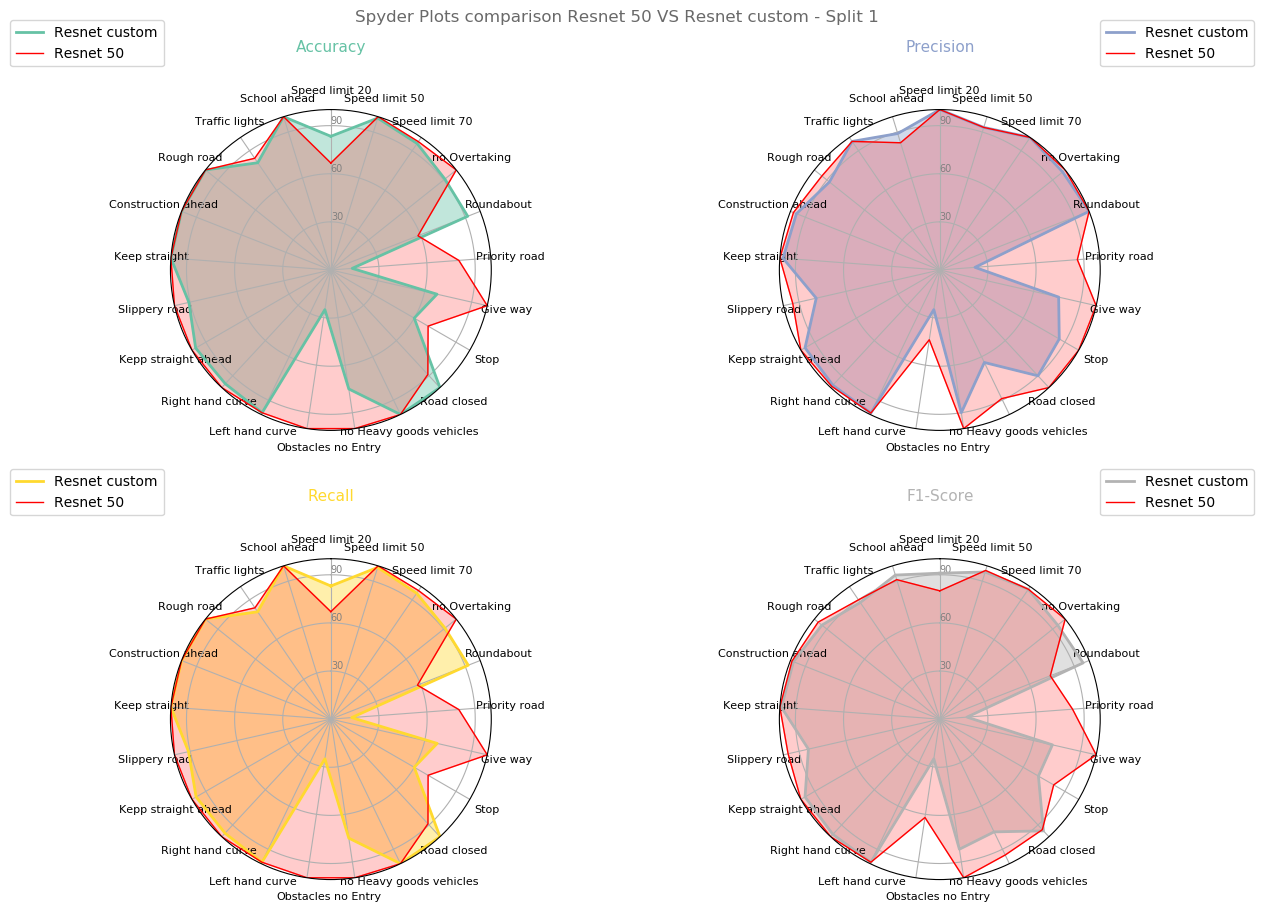 Spyder Plots comparison Resnet 50 VS Resnet custom - Split 1
Resnet custom
Resnet 50
Accuracy
Speed limit 20
School ahead
Speed limit 50
Traffic lights
Speed limit 70
Rough road
no Overtaking
Construction ahead
Roundabout
Keep straight
Priority road
Slippery road
Give way
Kepp straight ahead
Stop
Right hand curve
Road closed
Left hand curve
no Heavy goods vehicles
Obstacles no Entry
90
60
30
Precision
Resnet custom
Resnet 50
Speed limit 20
School ahead
Speed limit 50
Traffic lights
Speed limit 70
Rough road
no Overtaking
Construction ahead
Roundabout
Keep straight
Priority road
Slippery road
Give way
Kepp straight ahead
Stop
Right hand curve
Road closed
Left hand curve
no Heavy goods vehicles
Obstacles no Entry
90
60
30
Resnet custom
Resnet 50
Recall
Speed limit 20
School ahead
Speed limit 50
Traffic lights
Speed limit 70
Rough road
no Overtaking
Construction ahead
Roundabout
Keep straight
Priority road
Slippery road
Give way
Kepp straight ahead
Stop
Right hand curve
Road closed
Left hand curve
no Heavy goods vehicles
Obstacles no Entry
90
60
30
F1-Score
Resnet custom
Resnet 50
Speed limit 20
School ahead
Speed limit 50
Traffic lights
Speed limit 70
Rough road
no Overtaking
Construction ahead
Roundabout
Keep straight
Priority road
Slippery road
Give way
Kepp straight ahead
Stop
Right hand curve
Road closed
Left hand curve
no Heavy goods vehicles
Obstacles no Entry
90
60
30